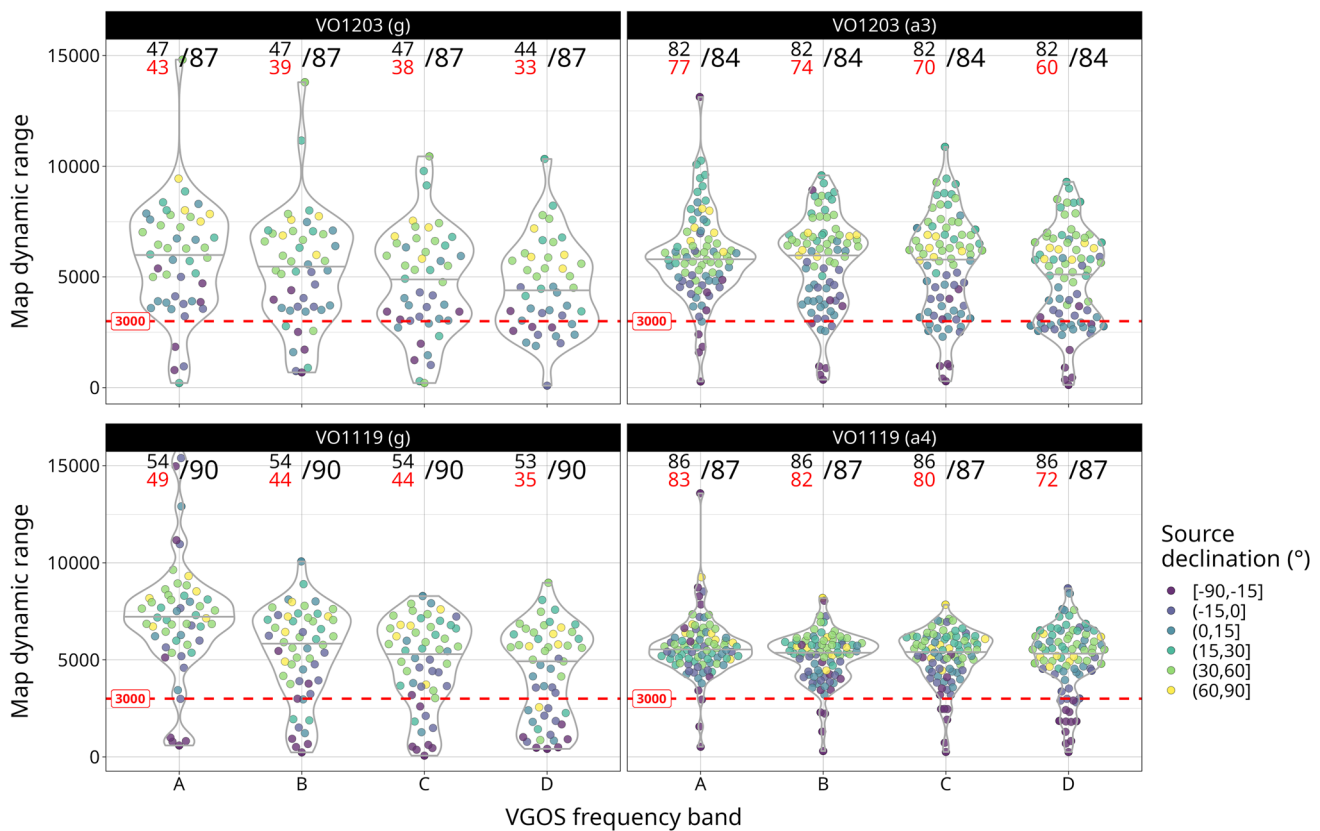 VO1203 (g)
VO1203 (a3)
47 43 /87
47 39 /87
47 38 /87
44 33 /87
82 77 /84
82 74 /84
82 70 /84
82 60 /84
15000
10000
5000
0
Map dynamic range
3000
3000
VO1119 (g)
VO1119 (a4)
54 49 /90
54 44 /90
54 44 /90
53 35 /90
86 83 /87
86 82 /87
86 80 /87
86 72 /87
15000
10000
5000
0
Map dynamic range
3000
3000
A B C D
A B C D
VGOS frequency band
Source
declination (°)
[-90,-15]
(-15,0]
(0,15]
(15,30]
(30,60]
(60,90]